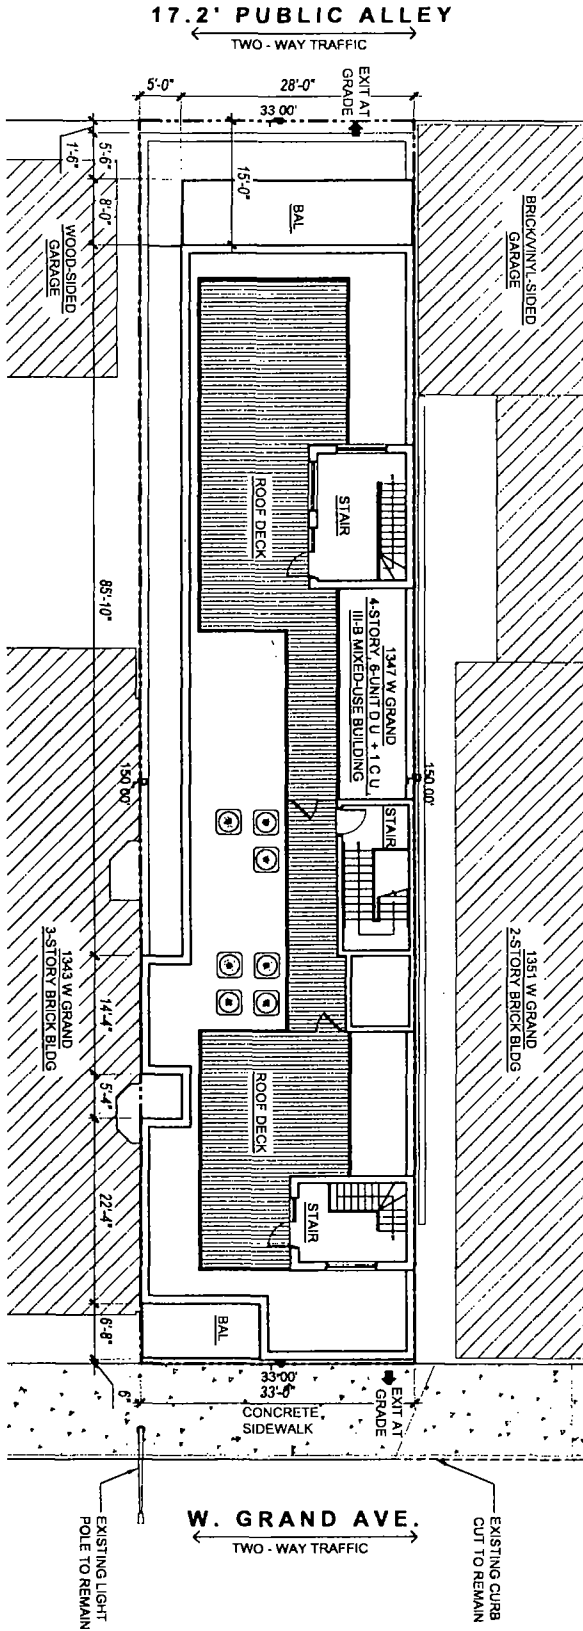 17.2' PUBLIC ALLEY
TWO - WAY TRAFFIC
5'-0"
28'-0"
EXIT AT
GRADE
33 00'
5'-6"
1'-6"
8'-0"
15'-0"
BAL
WOOD-SIDED
GARAGE
BRICK/VINYL-SIDED
GARAGE
ROOF DECK
STAIR
85'-10"
1347 W GRAND
4-STORY, 6-UNIT D U + 1 C U
III-B MIXED-USE BUILDING
150 00'
150.00'
STAIR
1343 W GRAND
3-STORY BRICK BLDG
1351 W GRAND
2-STORY BRICK BLDG
14'-4"
5'-4"
ROOF DECK
22'-4"
STAIR
6'-8"
BAL
6"
33'00'
33'-0"
EXIT AT
GRADE
CONCRETE
SIDEWALK
W. GRAND AVE.
TWO - WAY TRAFFIC
EXISTING LIGHT
POLE TO REMAIN
EXISTING CURB
CUT TO REMAIN